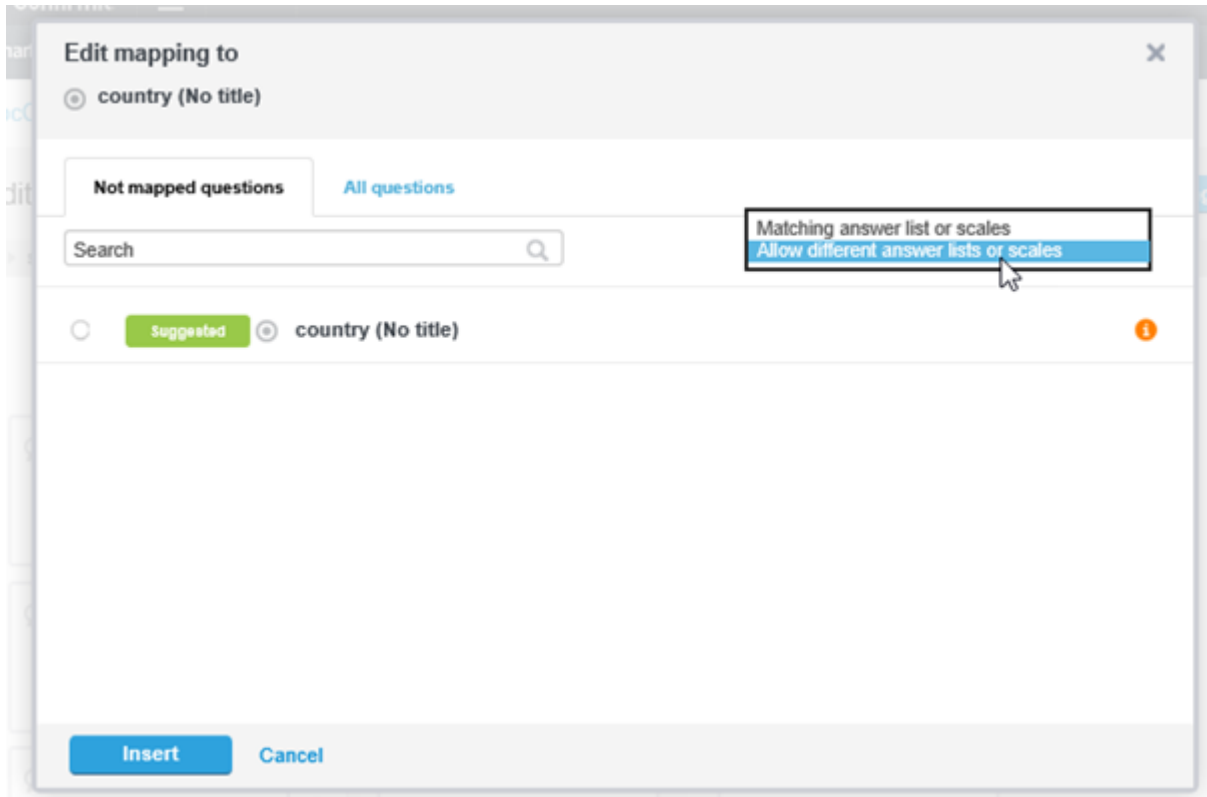 Edit mapping to
country (No title)
Not mapped questions
All questions
Matching answer list or scales
Allow different answer lists or scales
Search
Suggested
country (No title)
Insert
Cancel